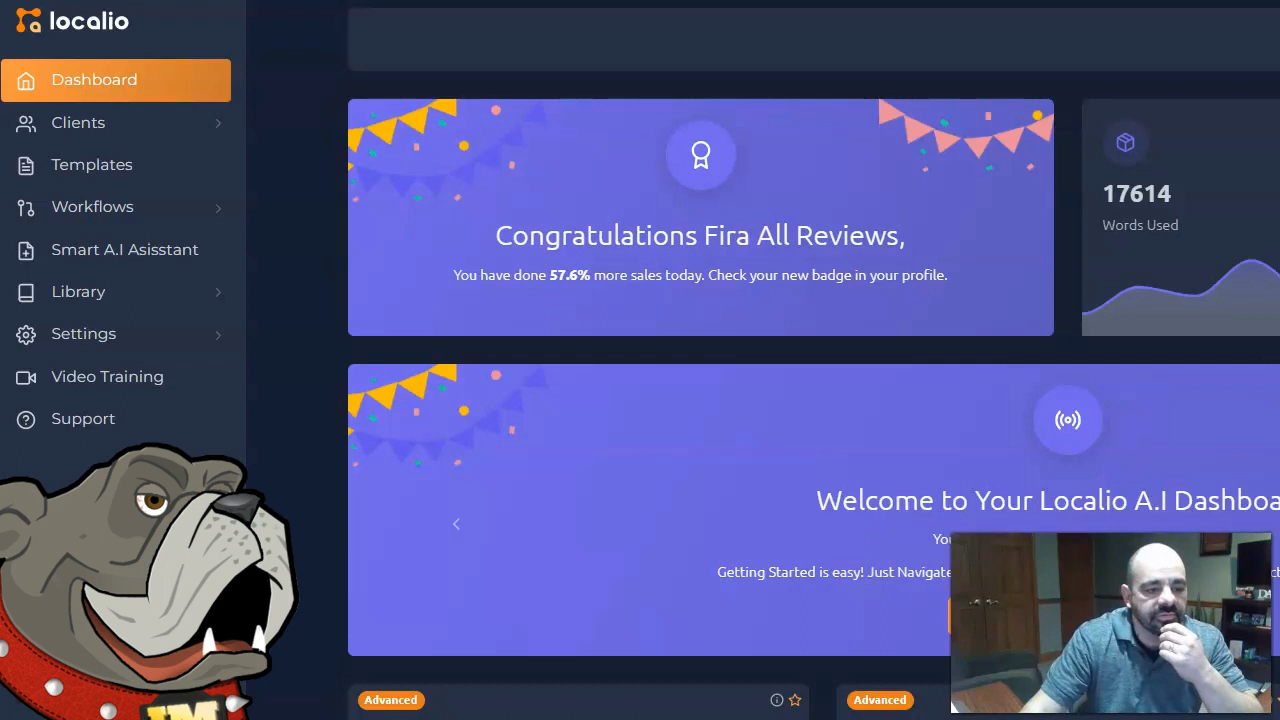 localio
Dashboard
Clients
Templates
Workflows
Smart A.I Asisstant
Library
Settings
Video Training
Support
Congratulations Fira All Reviews,
You have done 57.6% more sales today. Check your new badge in your profile.
17614
Words Used
Welcome to Your Localio A.I
Getting Started is easy! Just Navigate
Advanced
Advanced
IM